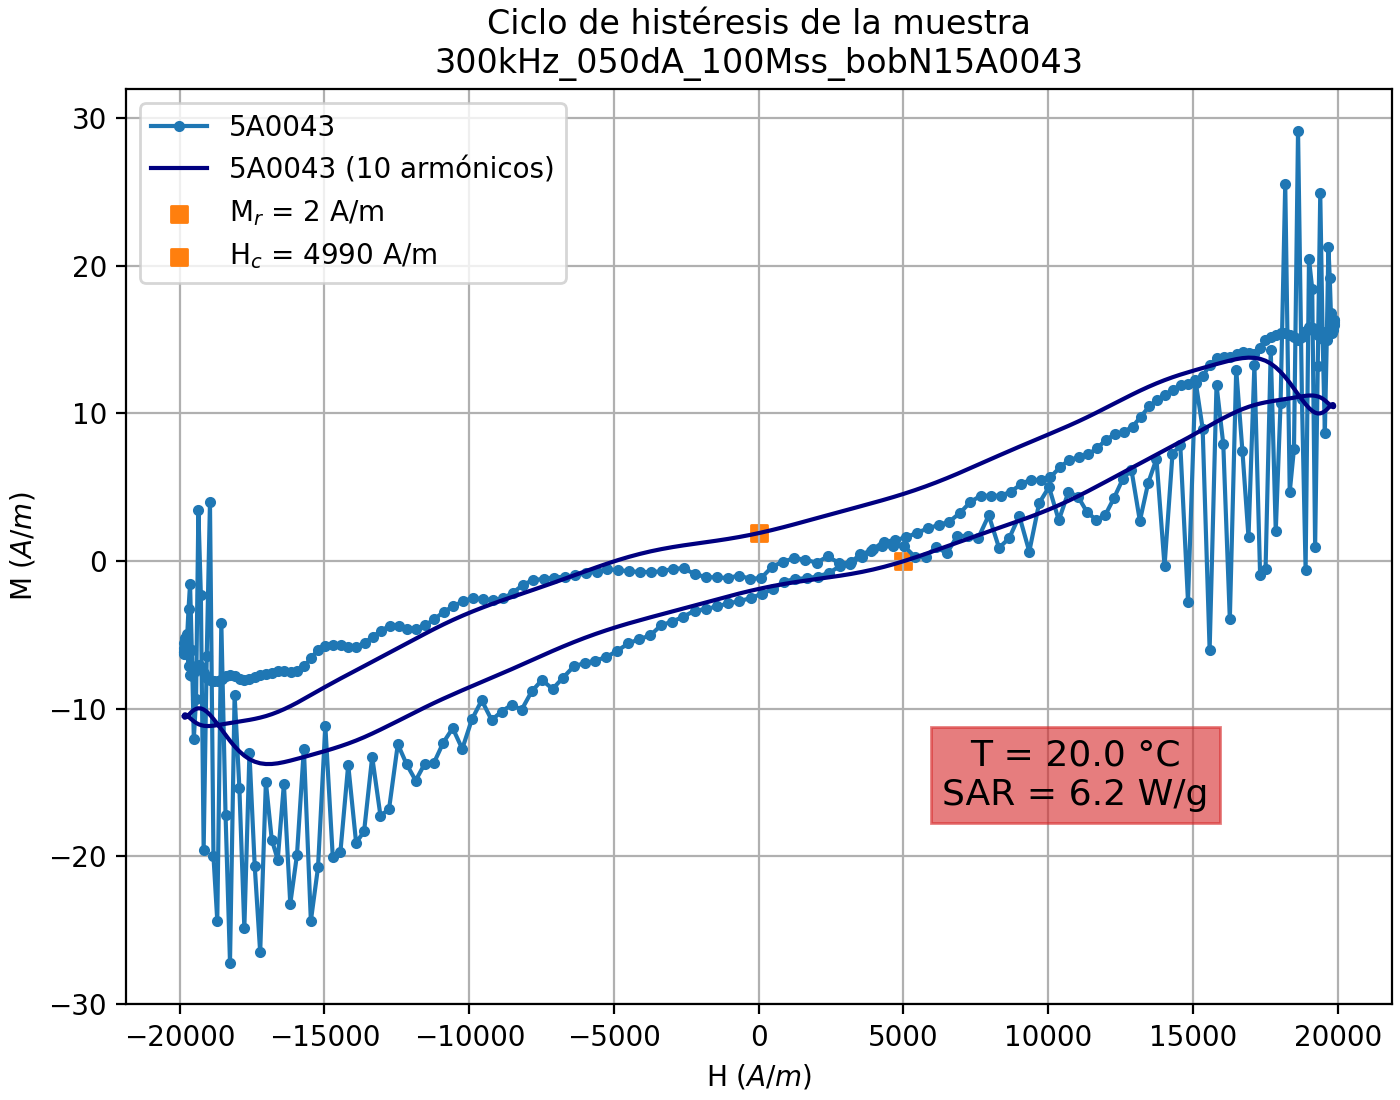 Ciclo de histéresis de la muestra
300kHz_050dA_100Mss_bobN15A0043
5A0043
5A0043 (10 armónicos)
Mᵣ = 2 A/m
H_c = 4990 A/m
30
20
10
0
−10
−20
−30
M (A/m)
T = 20.0 °C
SAR = 6.2 W/g
−20000 −15000 −10000 −5000 0 5000 10000 15000 20000
H (A/m)